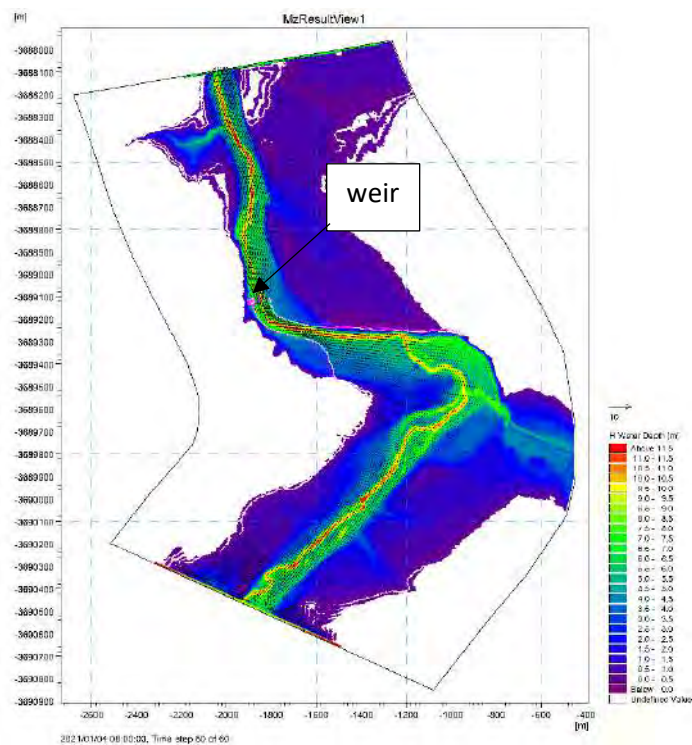 MzResultView1
[m]
-3688000
-3688100
-3688200
-3688300
-3688400
-3688500
-3688600
-3688700
-3688800
-3688900
-3689000
-3689100
-3689200
-3689300
-3689400
-3689500
-3689600
-3689700
-3689800
-3689900
-3690000
-3690100
-3690200
-3690300
-3690400
-3690500
-3690600
-3690700
-3690800
-3690900
weir
-2600 -2400 -2200 -2000 -1800 -1600 -1400 -1200 -1000 -800 -600 -400
[m]
10
H Water Depth [m]
Above 11.5
11.0 - 11.5
10.5 - 11.0
10.0 - 10.5
9.5 - 10.0
9.0 - 9.5
8.5 - 9.0
8.0 - 8.5
7.5 - 8.0
7.0 - 7.5
6.5 - 7.0
6.0 - 6.5
5.5 - 6.0
5.0 - 5.5
4.5 - 5.0
4.0 - 4.5
3.5 - 4.0
3.0 - 3.5
2.5 - 3.0
2.0 - 2.5
1.5 - 2.0
1.0 - 1.5
0.5 - 1.0
0.0 - 0.5
Below 0.0
Undefined Value
2021/01/04 06:00:00, Time step 60 of 60